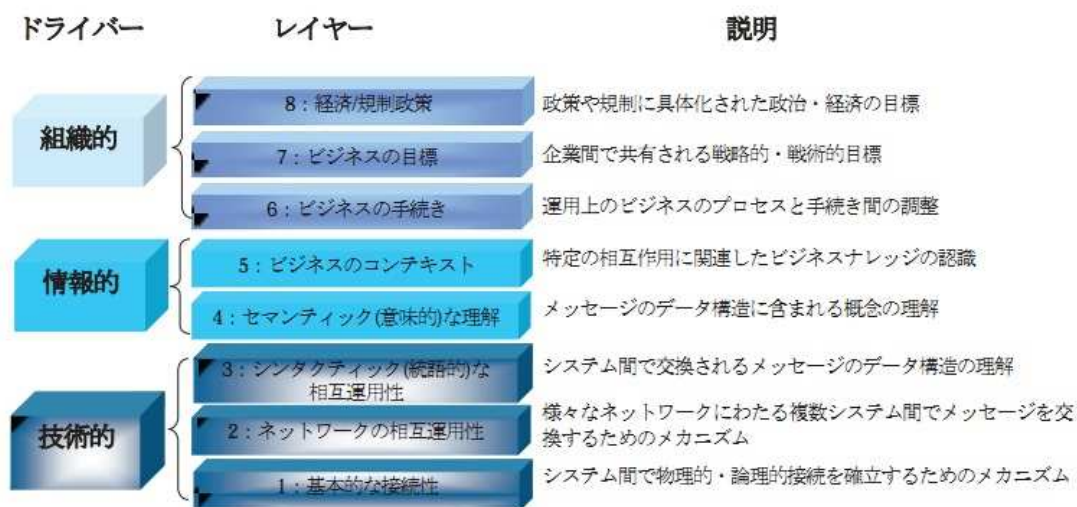 ドライバー
レイヤー
説明
組織的
8：経済/規制政策
政策や規制に具体化された政治・経済の目標
7：ビジネスの目標
企業間で共有される戦略的・戦術的目標
6：ビジネスの手続き
運用上のビジネスのプロセスと手続き間の調整
情報的
5：ビジネスのコンテキスト
特定の相互作用に関連したビジネスナレッジの認識
4：セマンティック(意味的)な理解
メッセージのデータ構造に含まれる概念の理解
技術的
3：シンタクティック(統語的)な
相互運用性
システム間で交換されるメッセージのデータ構造の理解
2：ネットワークの相互運用性
様々なネットワークにわたる複数システム間でメッセージを交
換するためのメカニズム
1：基本的な接続性
システム間で物理的・論理的接続を確立するためのメカニズム